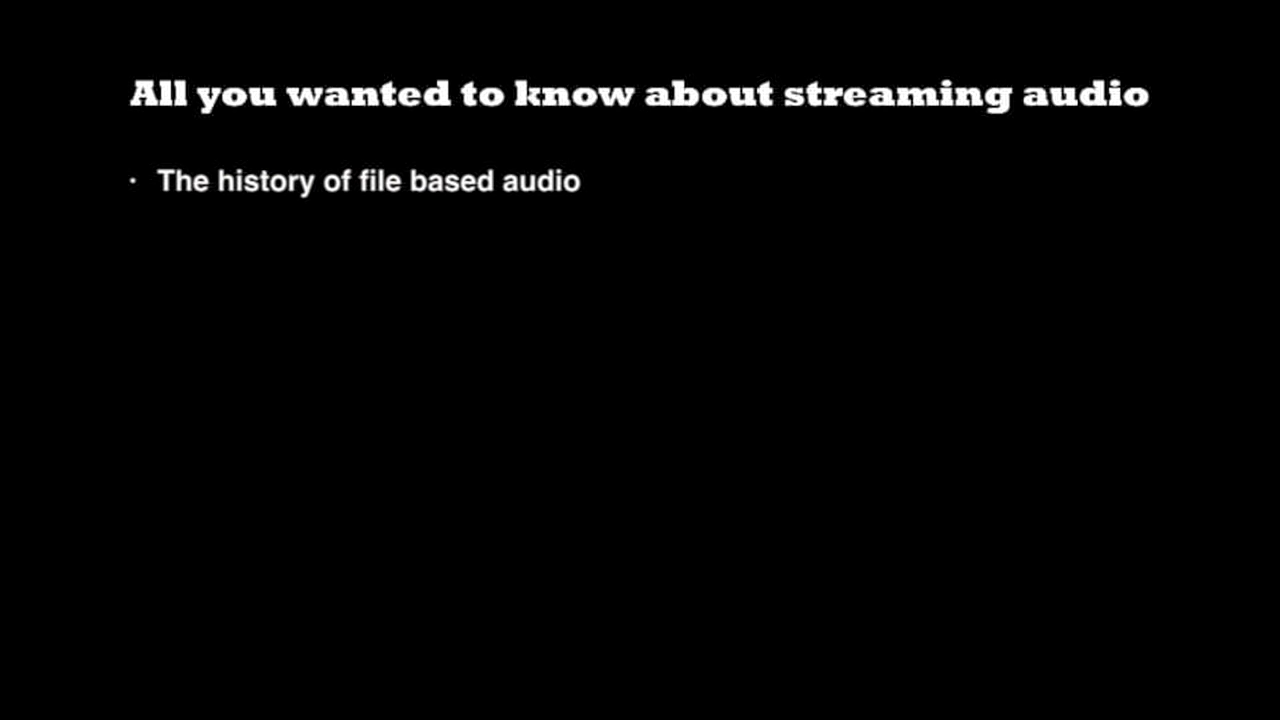 All you wanted to know about streaming audio
· The history of file based audio